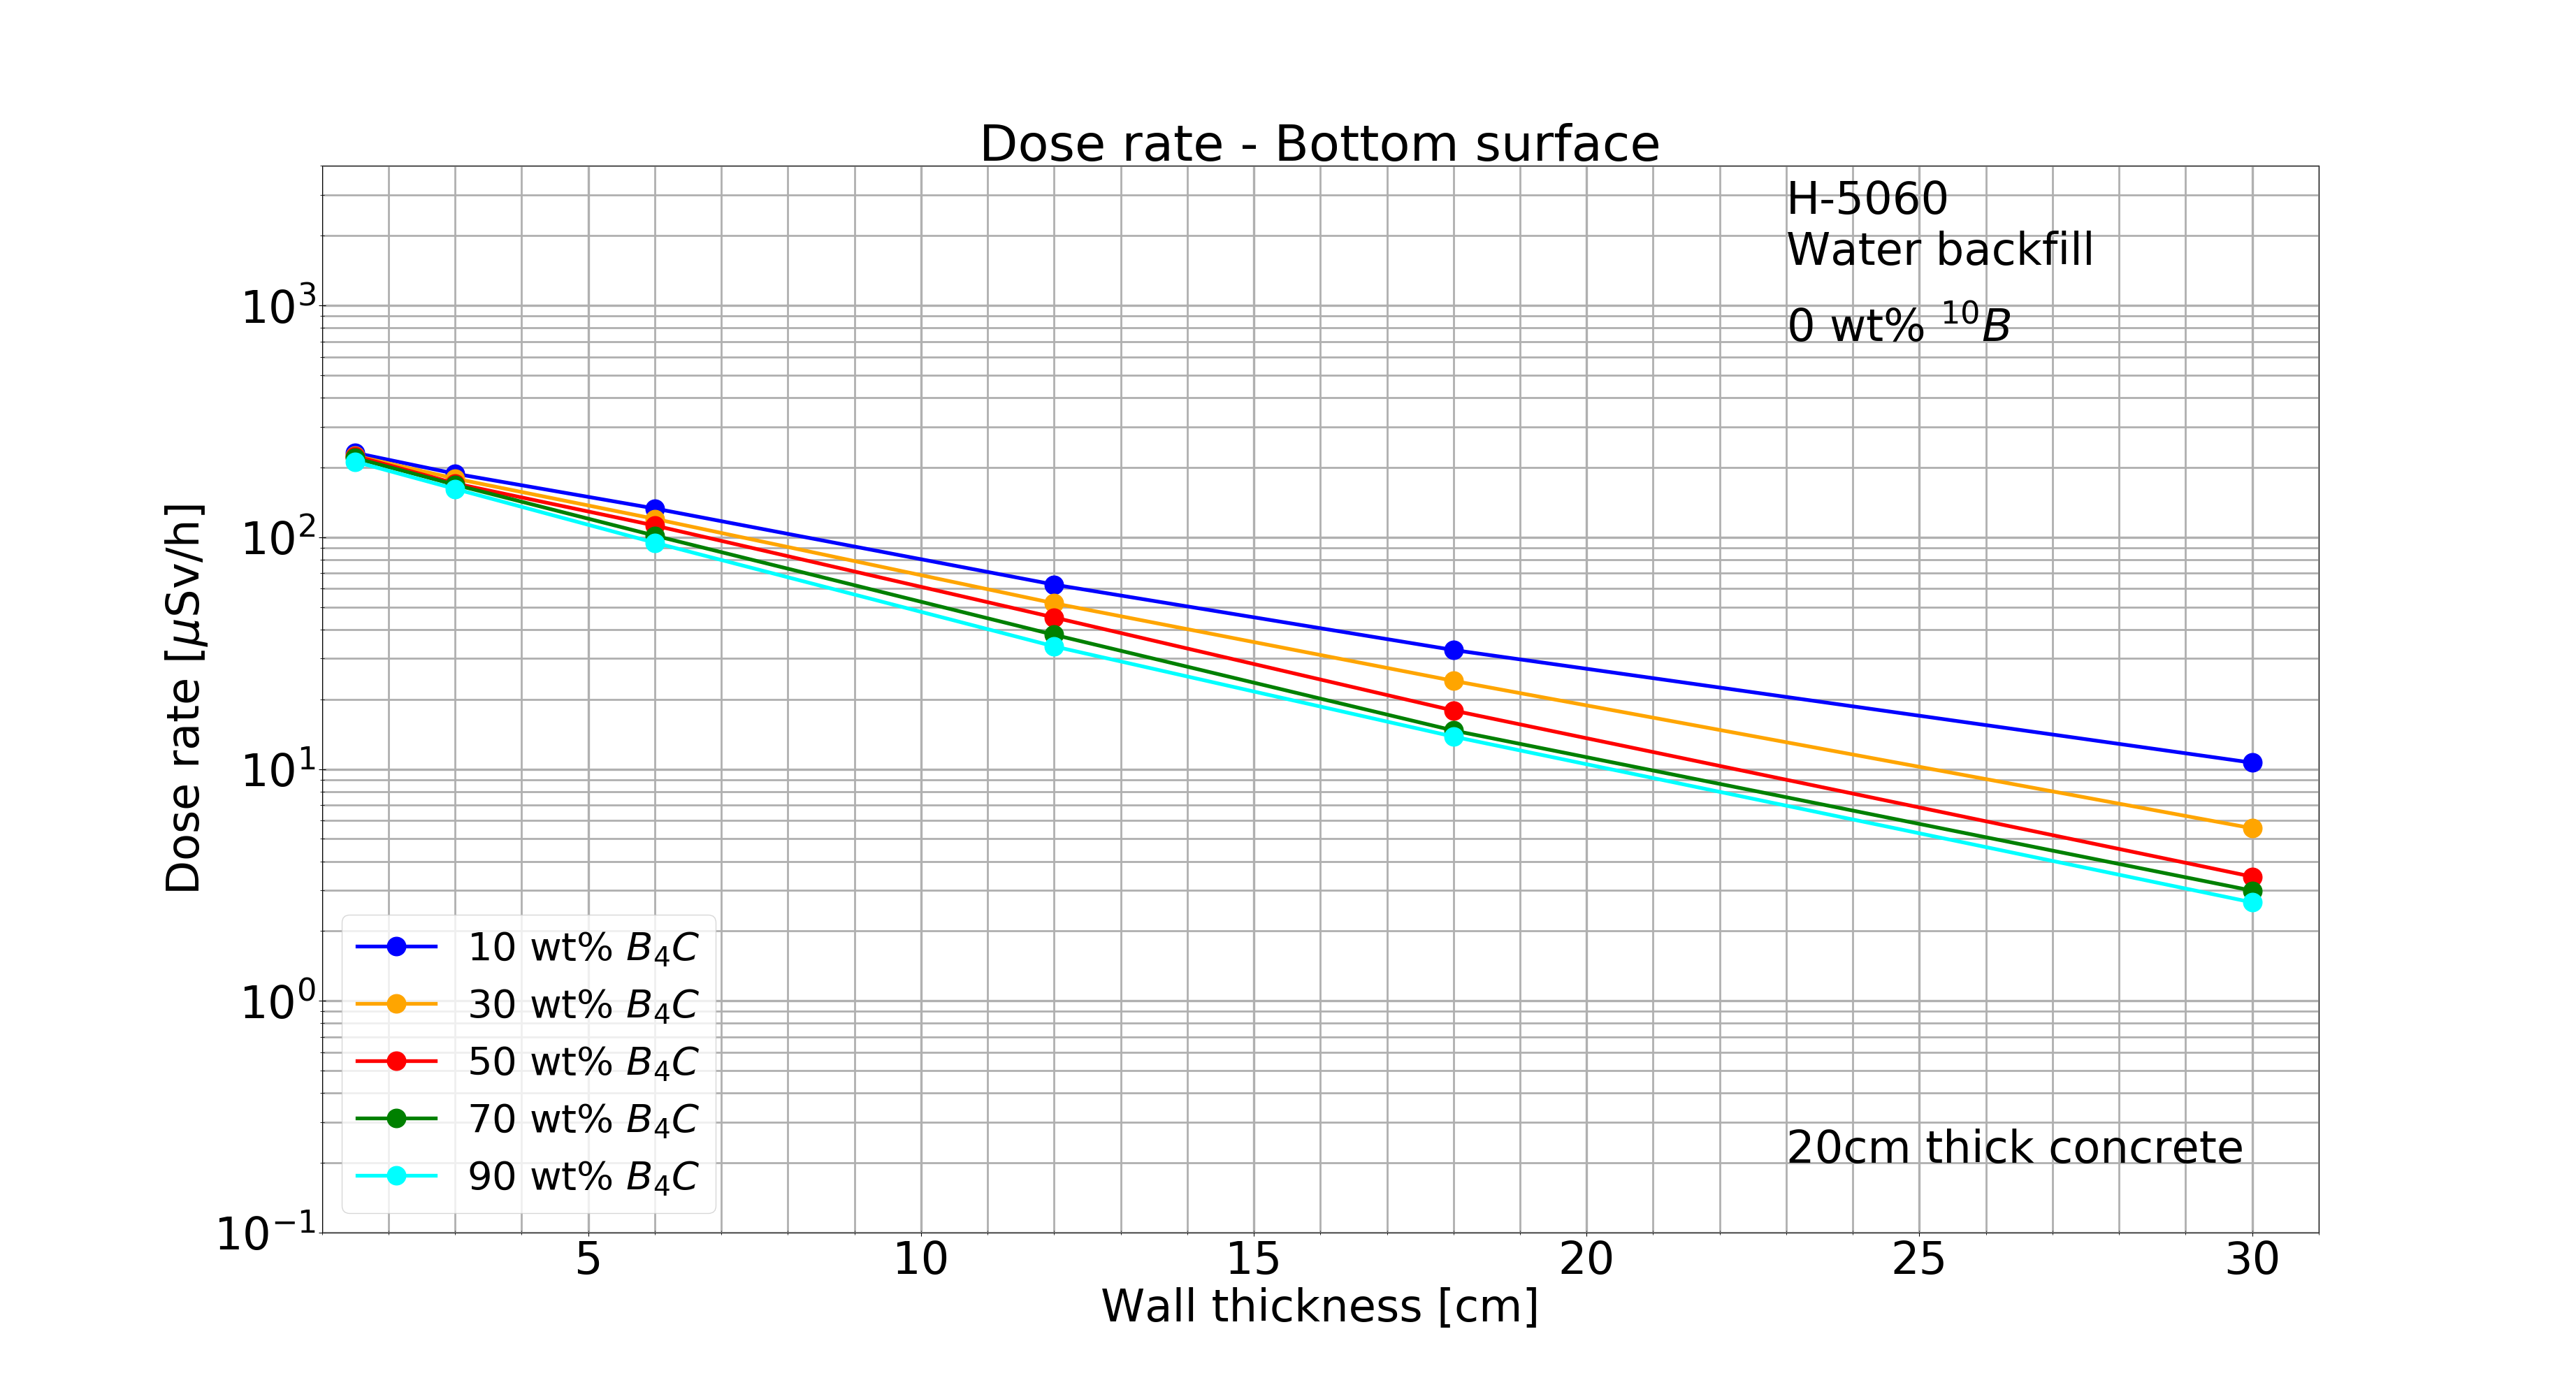 Dose rate - Bottom surface
H-5060
Water backfill
0 wt% ¹⁰B
10³
10²
10¹
10⁰
10⁻¹
Dose rate [μSv/h]
10 wt% B₄C
30 wt% B₄C
50 wt% B₄C
70 wt% B₄C
90 wt% B₄C
20cm thick concrete
5 10 15 20 25 30
Wall thickness [cm]